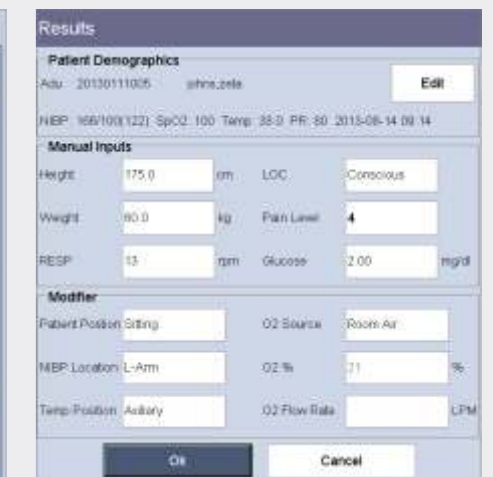 Results
Patient Demographics
Adu 20130111005 johns,zela Edit
NIBP 166/100(122) SpO2 100 Temp 38.0 PR 80 2013-08-14 09:14
Manual Inputs
Height 175.0 cm LOC Conscious
Weight 60.0 kg Pain Level 4
RESP 13 rpm Glucose 2.00 mg/dl
Modifier
Patient Position Sitting O2 Source Room Air
NIBP Location L-Arm O2 % 21 %
Temp Position Axillary O2 Flow Rate LPM
Ok Cancel